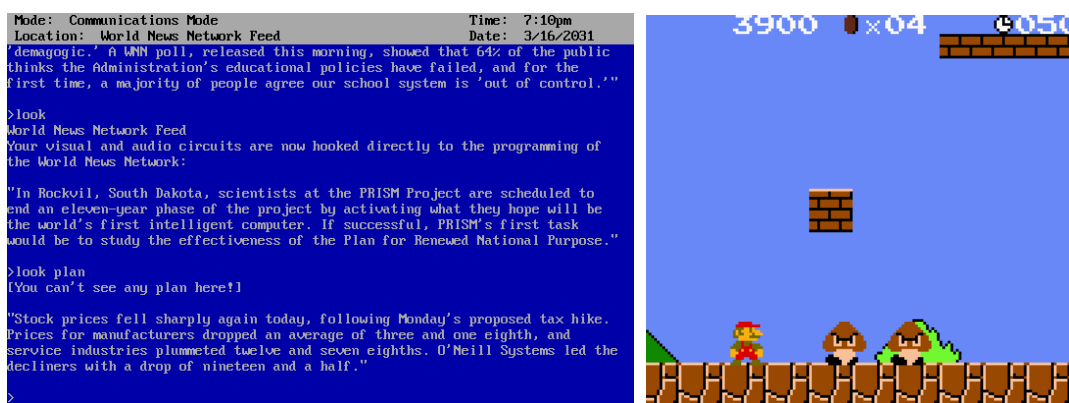 Mode: Communications Mode Time: 7:10pm
Location: World News Network Feed Date: 3/16/2031
'demagogic.' A WNN poll, released this morning, showed that 64% of the public
thinks the Administration's educational policies have failed, and for the
first time, a majority of people agree our school system is 'out of control.'"
>look
World News Network Feed
Your visual and audio circuits are now hooked directly to the programming of
the World News Network:
"In Rockvil, South Dakota, scientists at the PRISM Project are scheduled to
end an eleven-year phase of the project by activating what they hope will be
the world's first intelligent computer. If successful, PRISM's first task
would be to study the effectiveness of the Plan for Renewed National Purpose."
>look plan
[You can't see any plan here!]
"Stock prices fell sharply again today, following Monday's proposed tax hike.
Prices for manufacturers dropped an average of three and one eighth, and
service industries plummeted twelve and seven eighths. O'Neill Systems led the
decliners with a drop of nineteen and a half."
>
3900 ×04 050